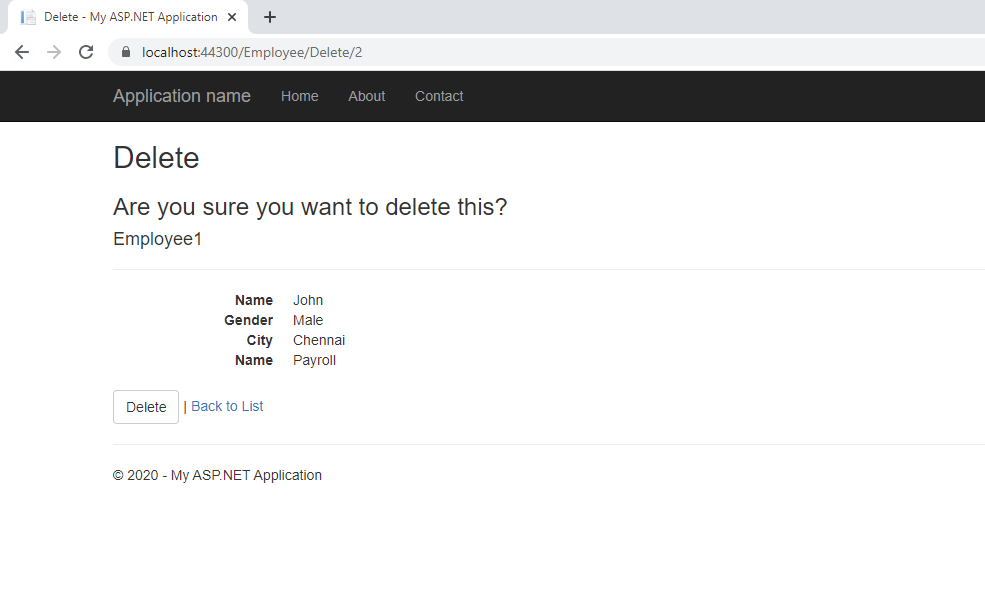 Delete - My ASP.NET Application
localhost:44300/Employee/Delete/2
Application name Home About Contact
Delete
Are you sure you want to delete this?
Employee1
Name John
Gender Male
City Chennai
Name Payroll
Delete | Back to List
© 2020 - My ASP.NET Application